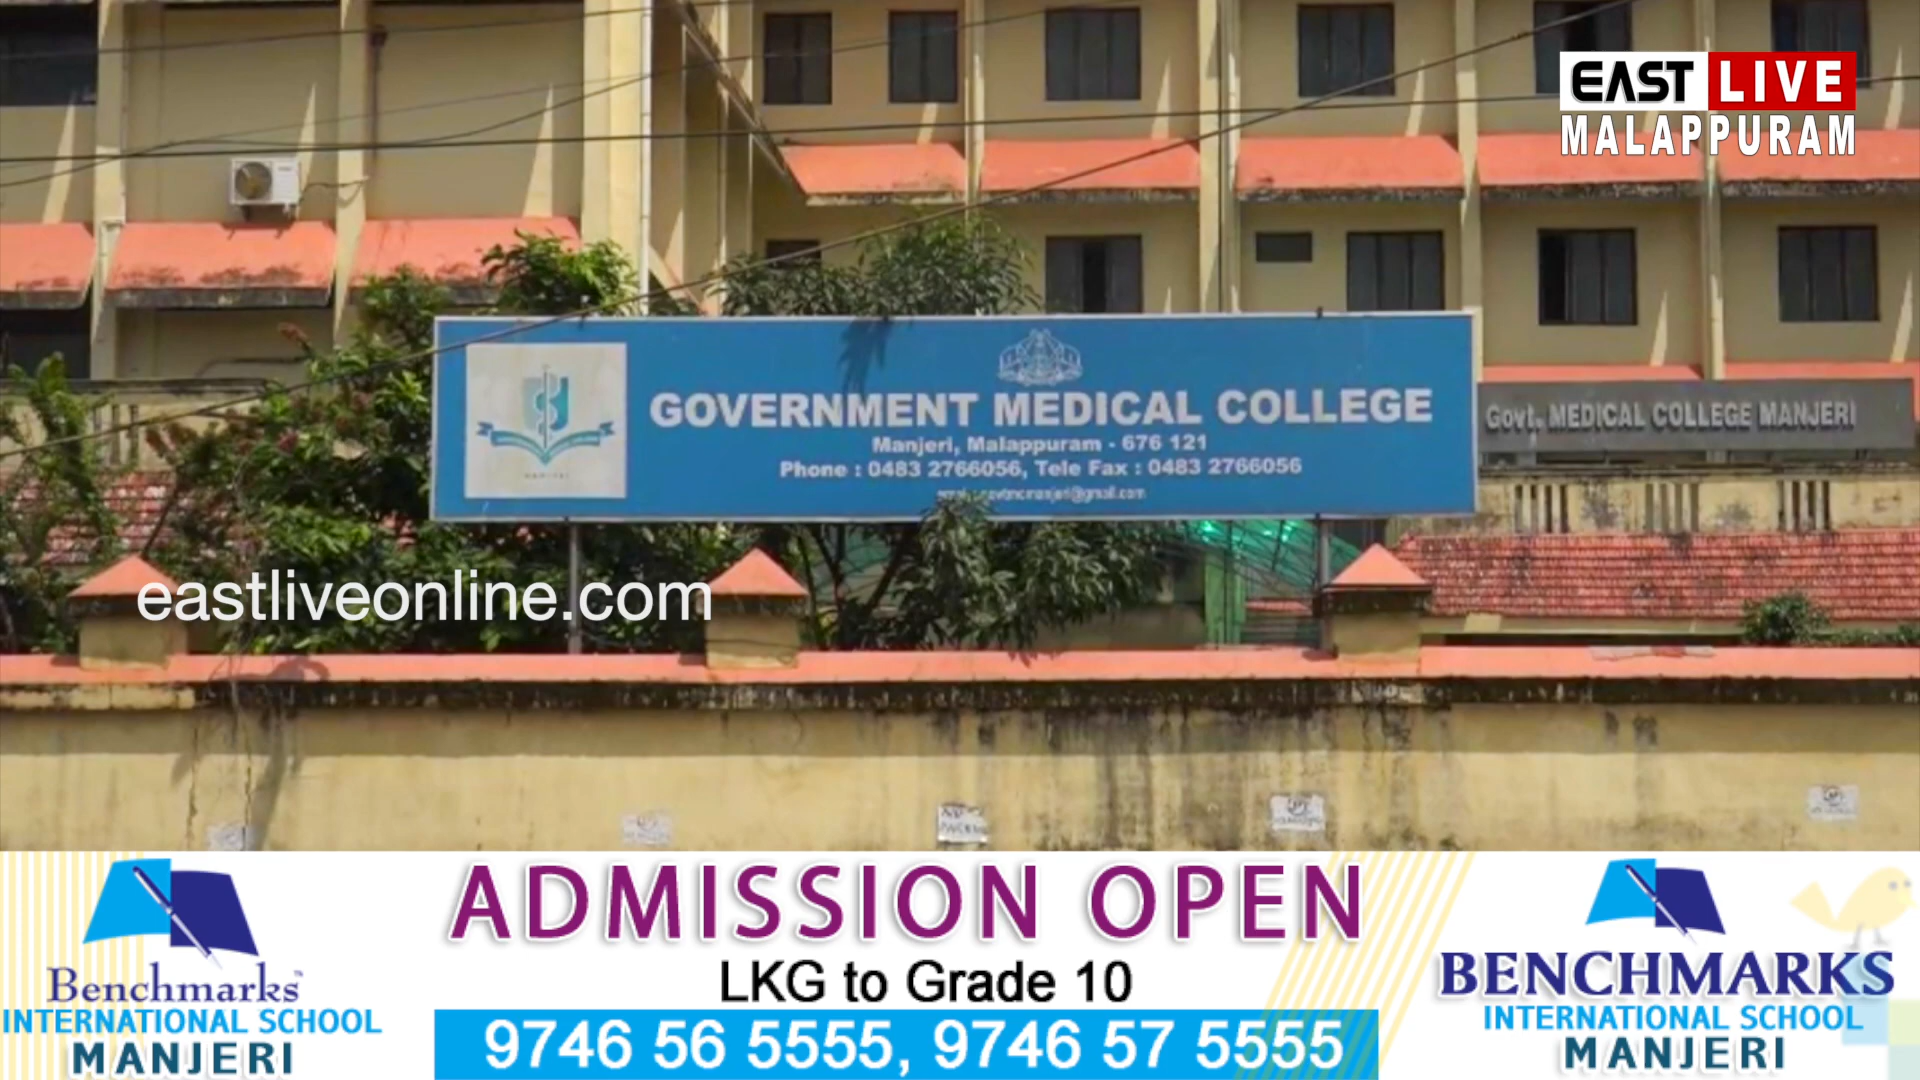 EAST LIVE
MALAPPURAM
GOVERNMENT MEDICAL COLLEGE
Manjeri, Malappuram - 676 121
Phone : 0483 2766056, Tele Fax : 0483 2766056
Govt. MEDICAL COLLEGE MANJERI
MANJERI
eastliveonline.com
Benchmarks
INTERNATIONAL SCHOOL
MANJERI
ADMISSION OPEN
LKG to Grade 10
9746 56 5555, 9746 57 5555
BENCHMARKS
INTERNATIONAL SCHOOL
MANJERI